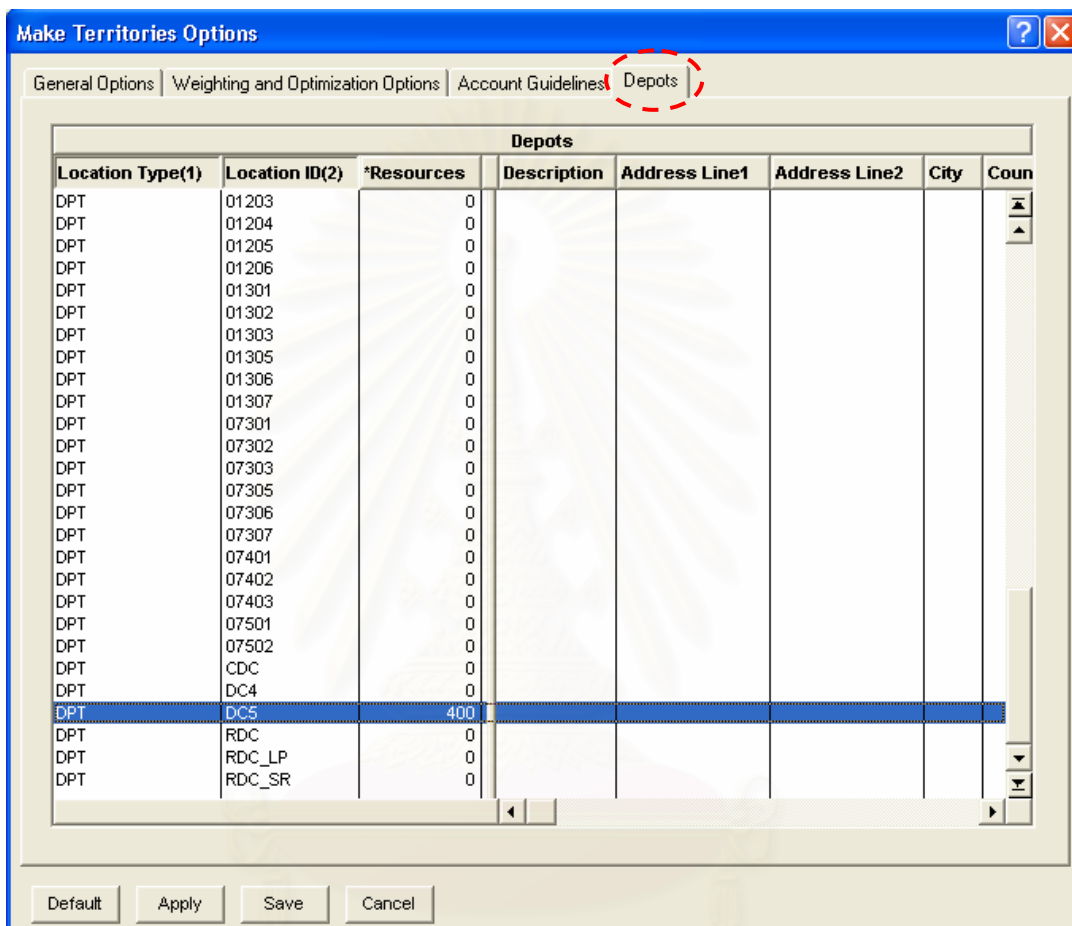 Make Territories Options
General Options Weighting and Optimization Options Account Guidelines Depots
Depots
Location Type(1) Location ID(2) *Resources Description Address Line1 Address Line2 City Coun
DPT 01203 0
DPT 01204 0
DPT 01205 0
DPT 01206 0
DPT 01301 0
DPT 01302 0
DPT 01303 0
DPT 01305 0
DPT 01306 0
DPT 01307 0
DPT 07301 0
DPT 07302 0
DPT 07303 0
DPT 07305 0
DPT 07306 0
DPT 07307 0
DPT 07401 0
DPT 07402 0
DPT 07403 0
DPT 07501 0
DPT 07502 0
DPT CDC 0
DPT DC4 0
DPT DC5 400
DPT RDC 0
DPT RDC_LP 0
DPT RDC_SR 0
Default Apply Save Cancel